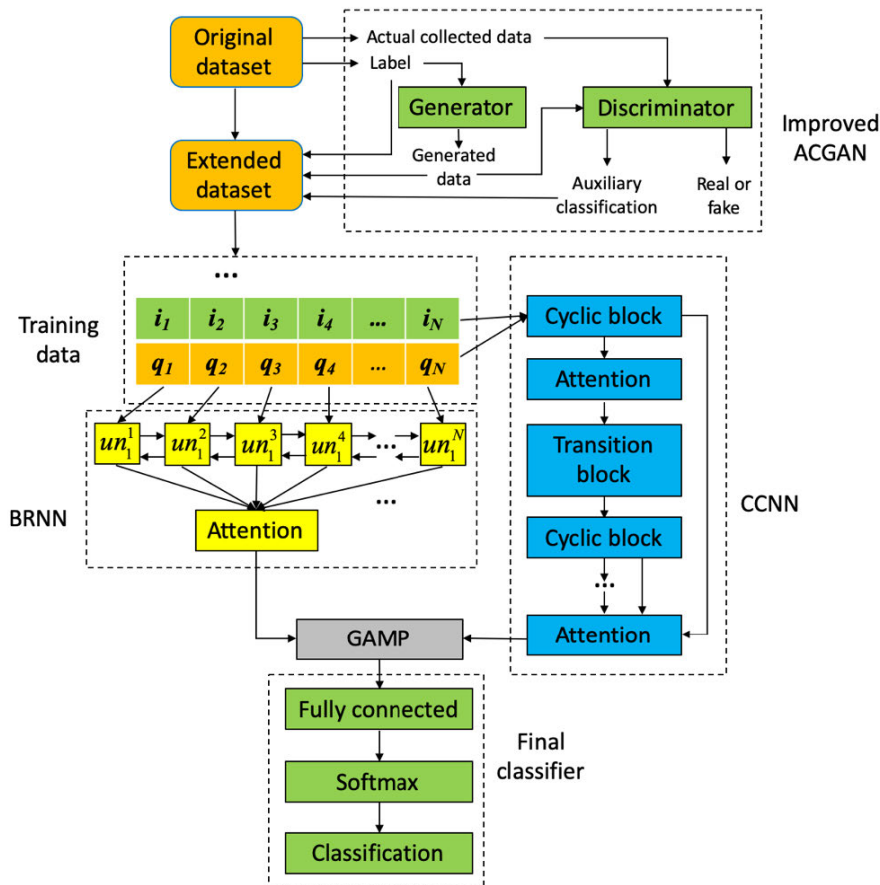 Original
dataset
Actual collected data
Label
Generator
Discriminator
Improved
ACGAN
Extended
dataset
Generated
data
Auxiliary
classification
Real or
fake
...
Training
data
i1 i2 i3 i4 ... iN
q1 q2 q3 q4 ... qN
Cyclic block
Attention
Transition
block
Cyclic block
...
Attention
CCNN
un₁¹ un₁² un₁³ un₁⁴ ... un₁ᴺ
...
BRNN
Attention
GAMP
Fully connected
Softmax
Classification
Final
classifier